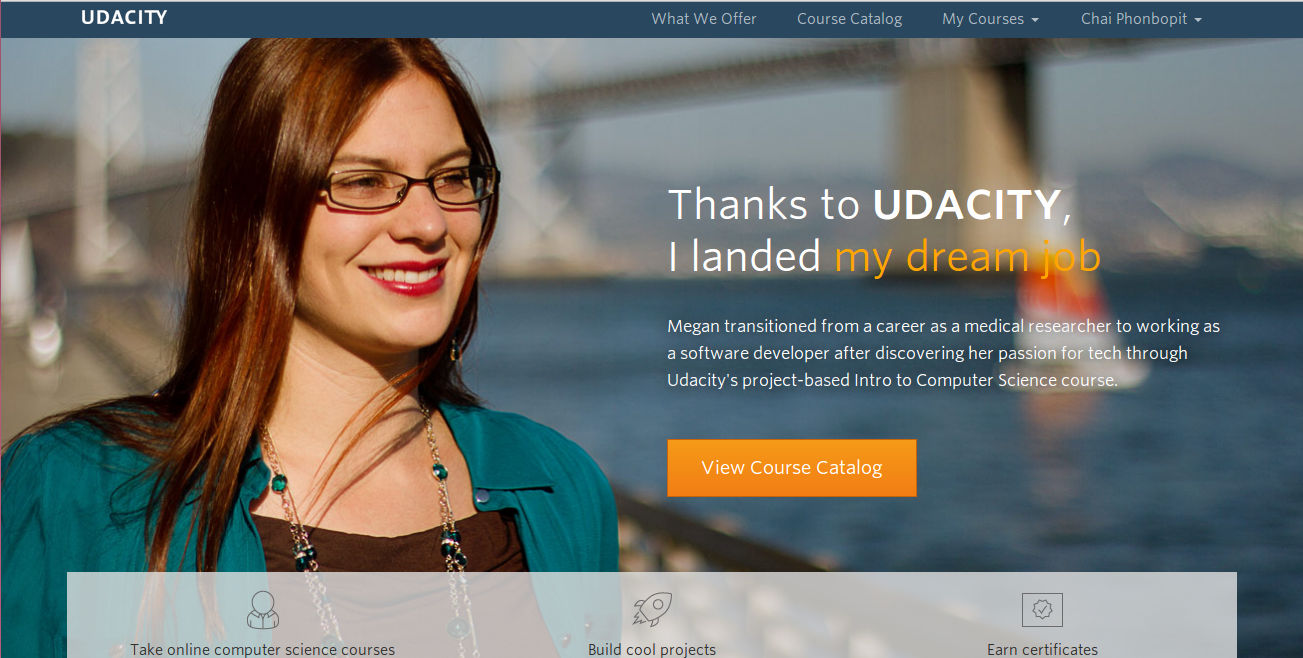 UDACITY
What We Offer
Course Catalog
My Courses
Chai Phonbopit
Thanks to UDACITY,
I landed my dream job
Megan transitioned from a career as a medical researcher to working as
a software developer after discovering her passion for tech through
Udacity's project-based Intro to Computer Science course.
View Course Catalog
Take online computer science courses
Build cool projects
Earn certificates